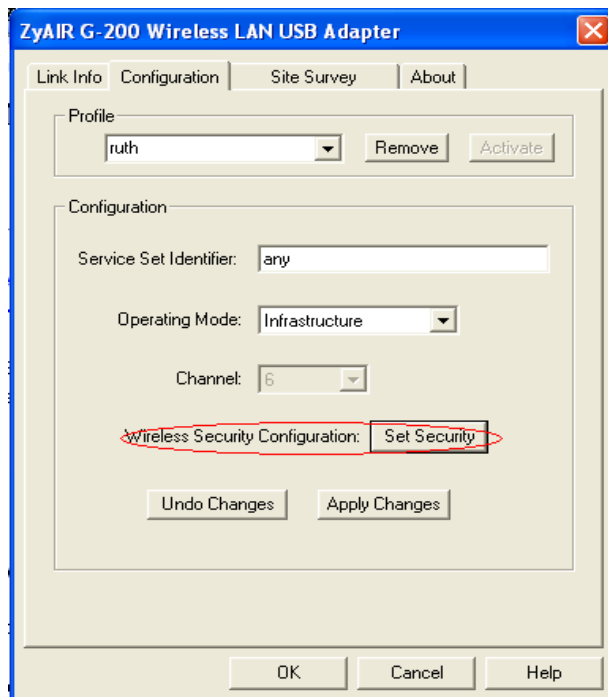 ZyAIR G-200 Wireless LAN USB Adapter
Link Info Configuration Site Survey About
Profile
ruth Remove Activate
Configuration
Service Set Identifier: any
Operating Mode: Infrastructure
Channel: 6
Wireless Security Configuration: Set Security
Undo Changes Apply Changes
OK Cancel Help